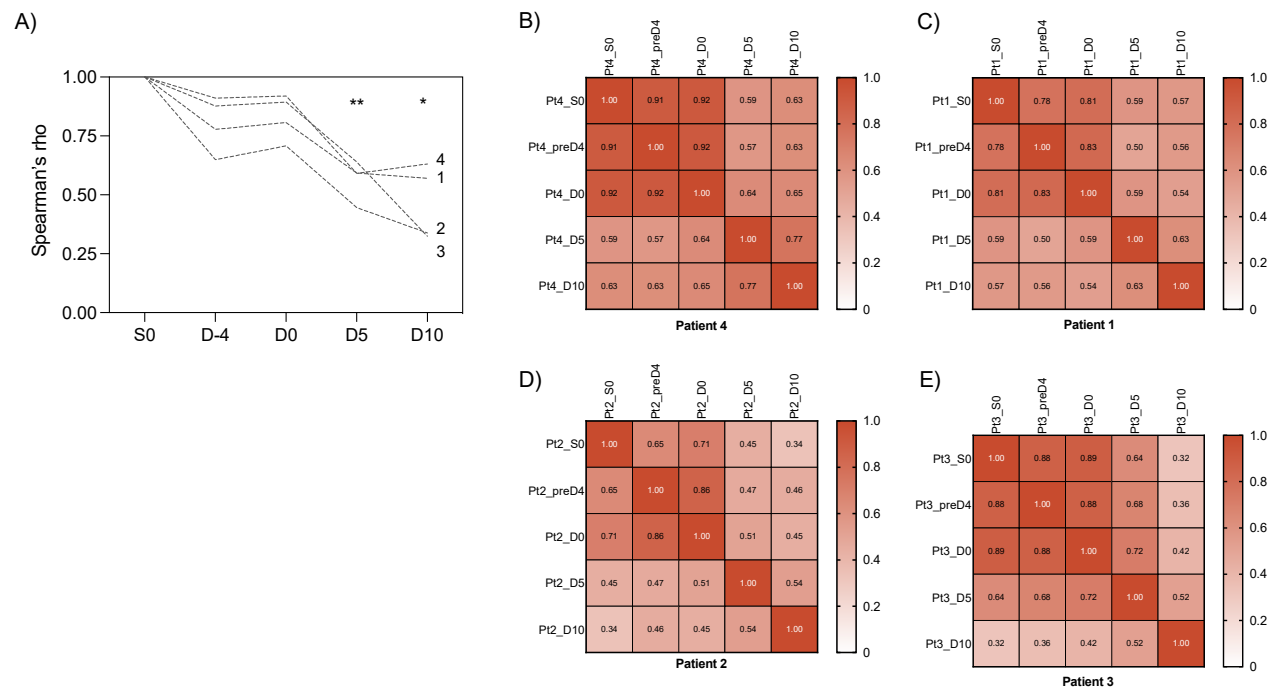 A)
Spearman's rho
1.00
0.75
0.50
0.25
0.00
S0 D-4 D0 D5 D10
** *
4
1
2
3
B)
Pt4_S0 Pt4_preD4 Pt4_D0 Pt4_D5 Pt4_D10
Pt4_S0 1.00 0.91 0.92 0.59 0.63
Pt4_preD4 0.91 1.00 0.92 0.57 0.63
Pt4_D0 0.92 0.92 1.00 0.64 0.65
Pt4_D5 0.59 0.57 0.64 1.00 0.77
Pt4_D10 0.63 0.63 0.65 0.77 1.00
1.0
0.8
0.6
0.4
0.2
0
Patient 4
C)
Pt1_S0 Pt1_preD4 Pt1_D0 Pt1_D5 Pt1_D10
Pt1_S0 1.00 0.78 0.81 0.59 0.57
Pt1_preD4 0.78 1.00 0.83 0.50 0.56
Pt1_D0 0.81 0.83 1.00 0.59 0.54
Pt1_D5 0.59 0.50 0.59 1.00 0.63
Pt1_D10 0.57 0.56 0.54 0.63 1.00
1.0
0.8
0.6
0.4
0.2
0
Patient 1
D)
Pt2_S0 Pt2_preD4 Pt2_D0 Pt2_D5 Pt2_D10
Pt2_S0 1.00 0.65 0.71 0.45 0.34
Pt2_preD4 0.65 1.00 0.86 0.47 0.46
Pt2_D0 0.71 0.86 1.00 0.51 0.45
Pt2_D5 0.45 0.47 0.51 1.00 0.54
Pt2_D10 0.34 0.46 0.45 0.54 1.00
1.0
0.8
0.6
0.4
0.2
0
Patient 2
E)
Pt3_S0 Pt3_preD4 Pt3_D0 Pt3_D5 Pt3_D10
Pt3_S0 1.00 0.88 0.89 0.64 0.32
Pt3_preD4 0.88 1.00 0.88 0.68 0.36
Pt3_D0 0.89 0.88 1.00 0.72 0.42
Pt3_D5 0.64 0.68 0.72 1.00 0.52
Pt3_D10 0.32 0.36 0.42 0.52 1.00
1.0
0.8
0.6
0.4
0.2
0
Patient 3